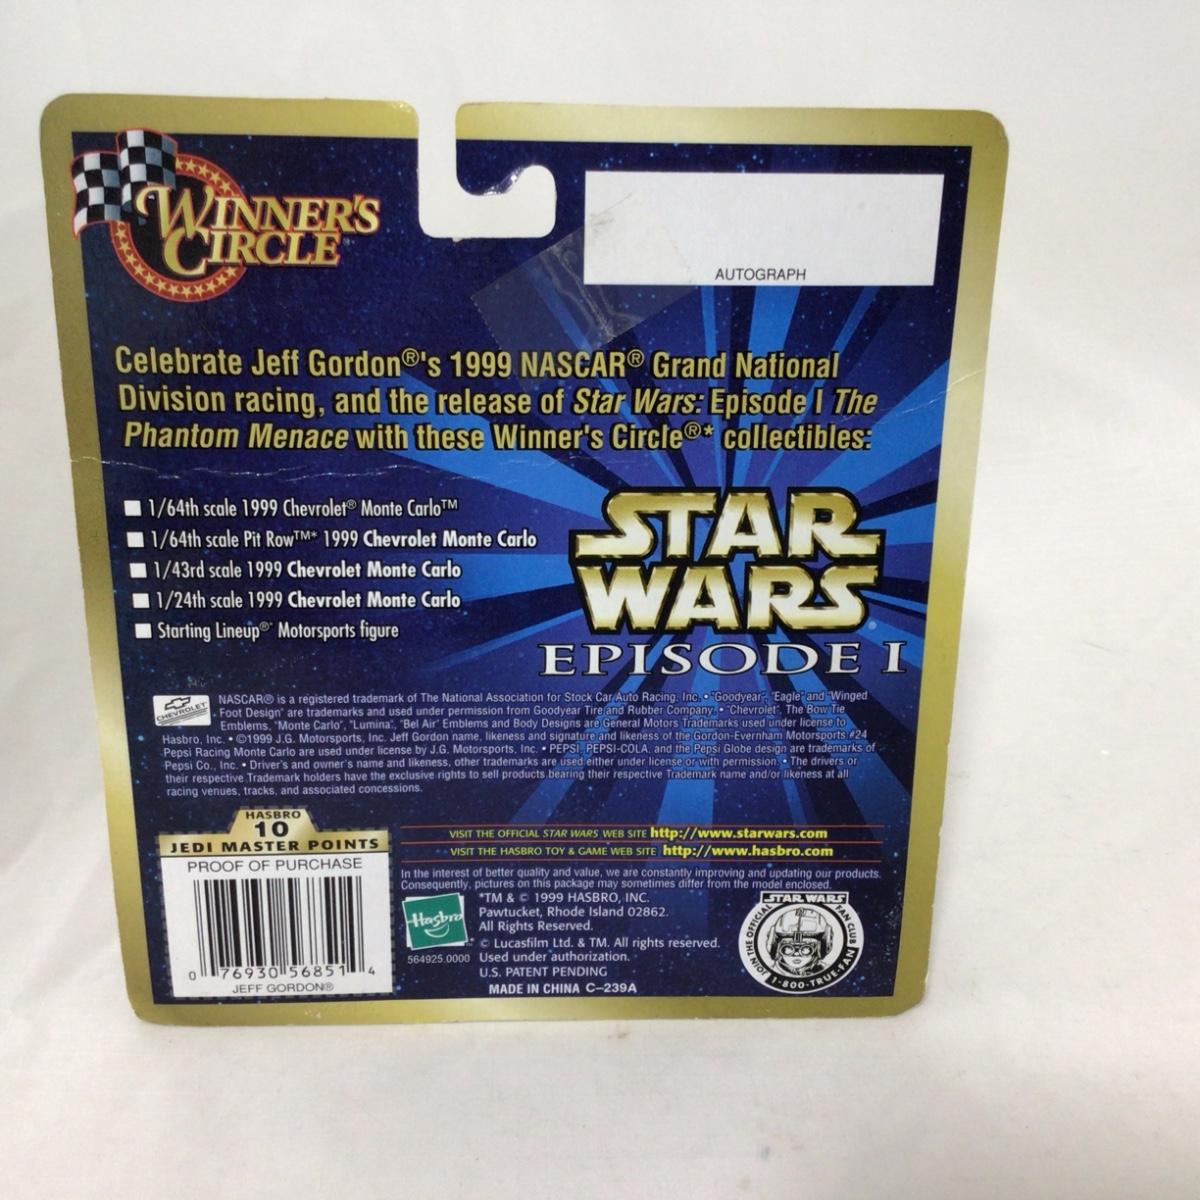 WINNER'S
CIRCLE
AUTOGRAPH
Celebrate Jeff Gordon®'s 1999 NASCAR® Grand National
Division racing, and the release of Star Wars: Episode I The
Phantom Menace with these Winner's Circle®* collectibles:
1/64th scale 1999 Chevrolet® Monte Carlo™
1/64th scale Pit Row™* 1999 Chevrolet Monte Carlo
1/43rd scale 1999 Chevrolet Monte Carlo
1/24th scale 1999 Chevrolet Monte Carlo
Starting Lineup®* Motorsports figure
STAR
WARS
EPISODE I
CHEVROLET
NASCAR® is a registered trademark of The National Association for Stock Car Auto Racing, Inc. • "Goodyear", "Eagle" and "Winged
Foot Design" are trademarks and used under permission from Goodyear Tire and Rubber Company. • "Chevrolet", The Bow Tie
Emblems, "Monte Carlo", "Lumina", "Bel Air" Emblems and Body Designs are General Motors Trademarks used under license to
Hasbro, Inc. • ©1999 J.G. Motorsports, Inc. Jeff Gordon name, likeness and signature and likeness of the Gordon-Evernham Motorsports #24
Pepsi Racing Monte Carlo are used under license by J.G. Motorsports, Inc. • PEPSI, PEPSI-COLA, and the Pepsi Globe design are trademarks of
Pepsi Co., Inc. • Driver's and owner's name and likeness, other trademarks are used either under license or with permission. • The drivers or
their respective Trademark holders have the exclusive rights to sell products bearing their respective Trademark name and/or likeness at all
racing venues, tracks, and associated concessions.
HASBRO
10
JEDI MASTER POINTS
PROOF OF PURCHASE
0 76930 56851 4
JEFF GORDON®
VISIT THE OFFICIAL STAR WARS WEB SITE http://www.starwars.com
VISIT THE HASBRO TOY & GAME WEB SITE http://www.hasbro.com
In the interest of better quality and value, we are constantly improving and updating our products.
Consequently, pictures on this package may sometimes differ from the model enclosed.
Hasbro
564925.0000
*TM & © 1999 HASBRO, INC.
Pawtucket, Rhode Island 02862.
All Rights Reserved.
© Lucasfilm Ltd. & TM. All rights reserved.
Used under authorization.
U.S. PATENT PENDING
MADE IN CHINA C-239A
STAR WARS
JOIN THE OFFICIAL FAN CLUB
1-800-TRUE-FAN